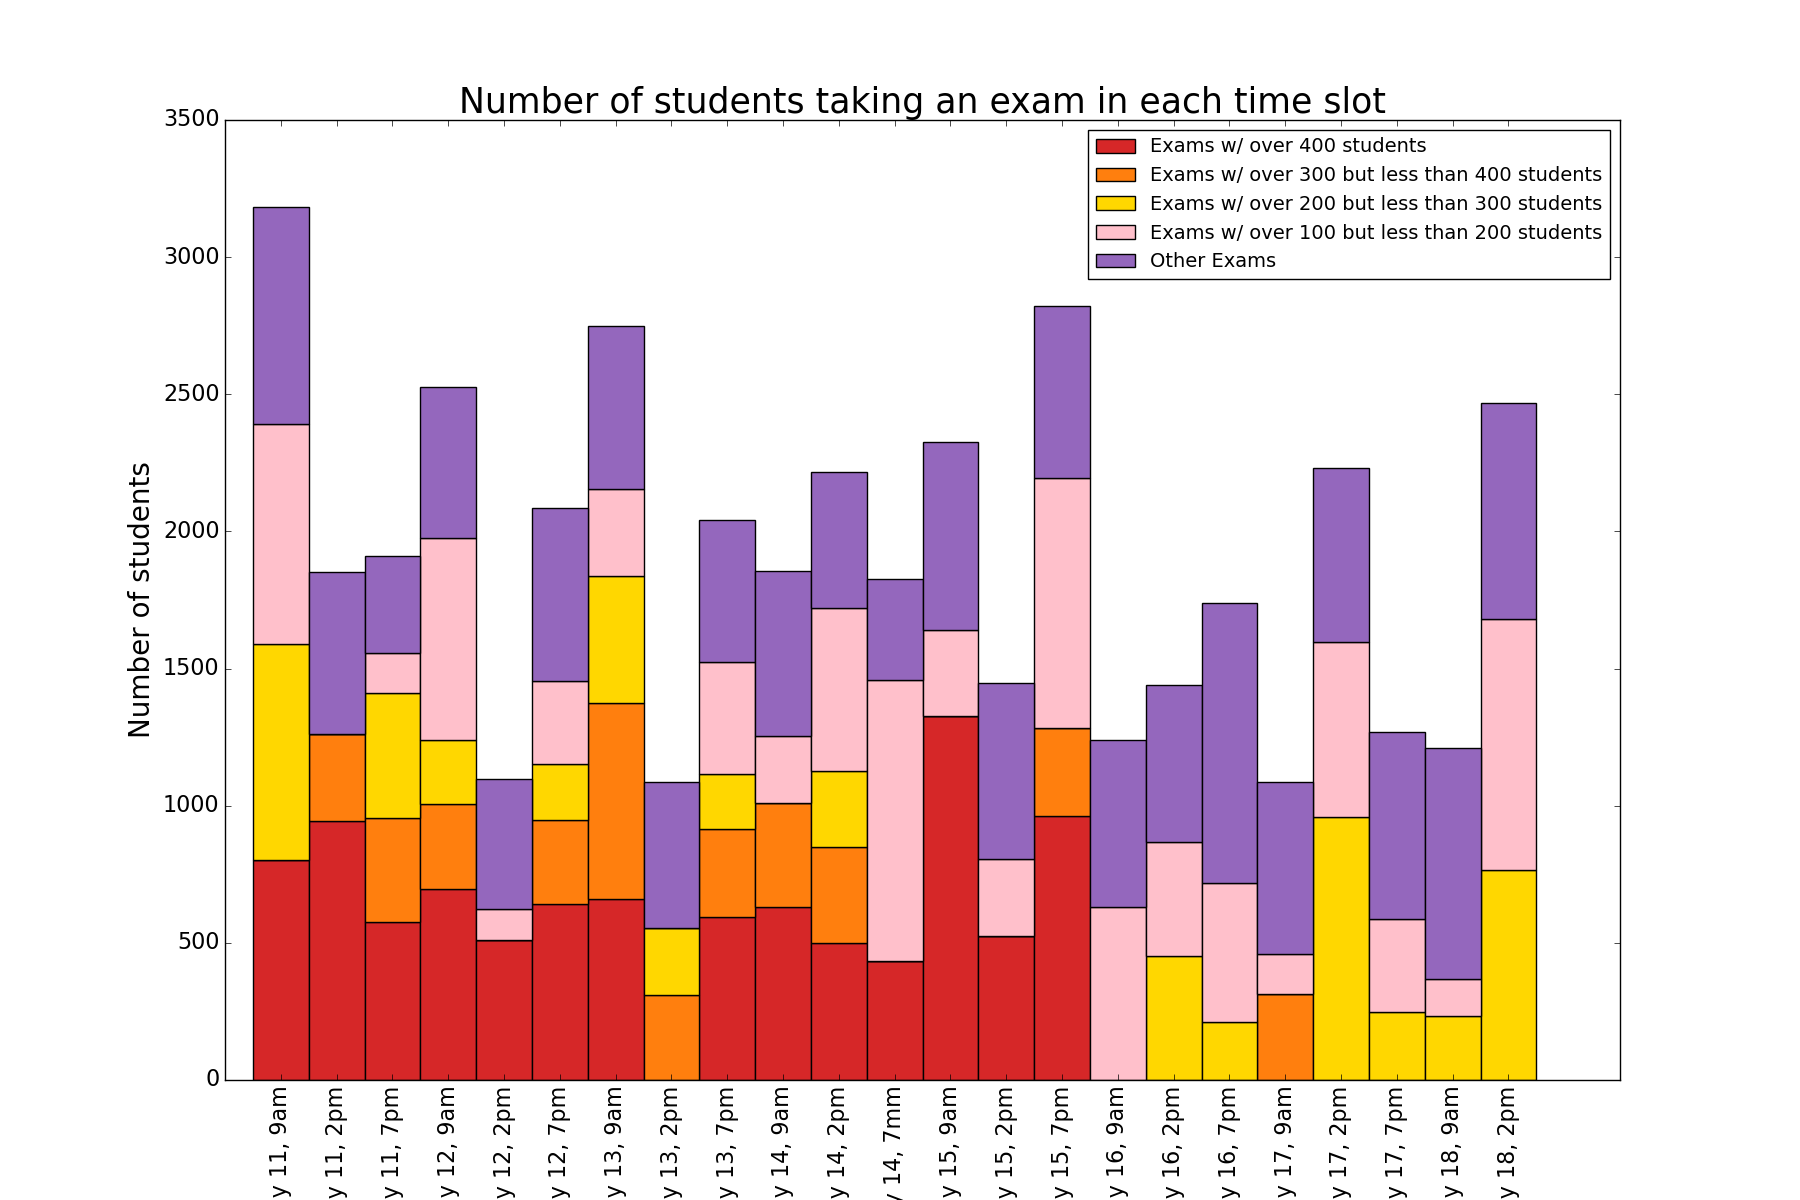 Number of students taking an exam in each time slot
Exams w/ over 400 students
Exams w/ over 300 but less than 400 students
Exams w/ over 200 but less than 300 students
Exams w/ over 100 but less than 200 students
Other Exams
Number of students
3500
3000
2500
2000
1500
1000
500
0
y 11, 9am
y 11, 2pm
y 11, 7pm
y 12, 9am
y 12, 2pm
y 12, 7pm
y 13, 9am
y 13, 2pm
y 13, 7pm
y 14, 9am
y 14, 2pm
y 14, 7mm
y 15, 9am
y 15, 2pm
y 15, 7pm
y 16, 9am
y 16, 2pm
y 16, 7pm
y 17, 9am
y 17, 2pm
y 17, 7pm
y 18, 9am
y 18, 2pm